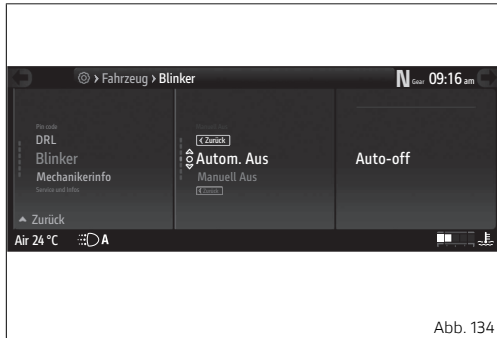 > Fahrzeug > Blinker
N Gear 09:16 am
Pin code
DRL
Blinker
Mechanikerinfo
Service und Infos
Zurück
Zurück
Autom. Aus
Manuell Aus
Zurück
Auto-off
Air 24 °C
A
Abb. 134